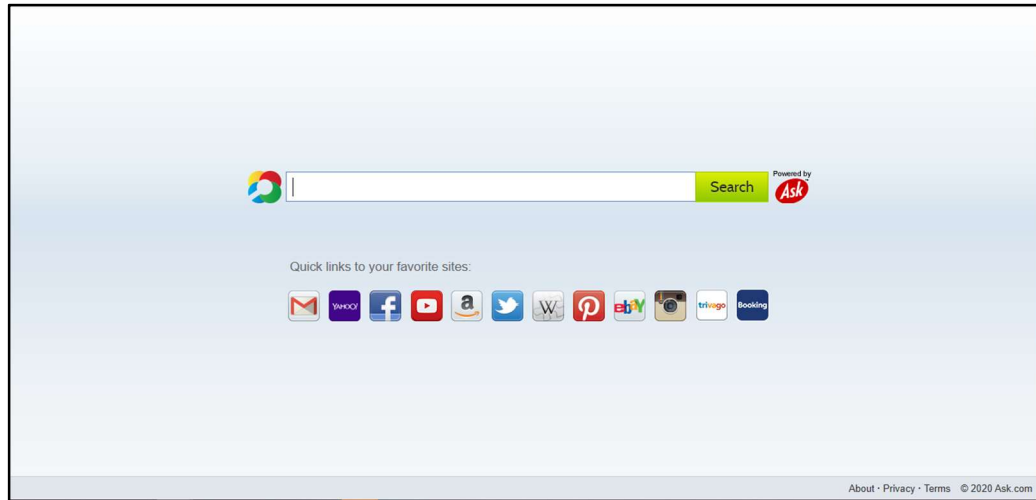 Powered by
Search
Ask
Quick links to your favorite sites:
YAHOO! f a W p ebY trivago Booking
About · Privacy · Terms © 2020 Ask.com